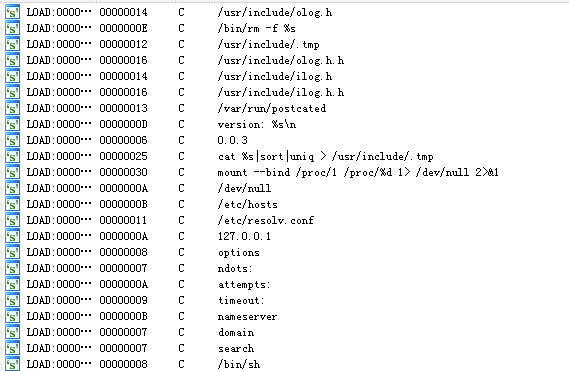 LOAD:0000… 00000014 C /usr/include/olog.h
LOAD:0000… 0000000E C /bin/rm -f %s
LOAD:0000… 00000012 C /usr/include/.tmp
LOAD:0000… 00000016 C /usr/include/olog.h.h
LOAD:0000… 00000014 C /usr/include/ilog.h
LOAD:0000… 00000016 C /usr/include/ilog.h.h
LOAD:0000… 00000013 C /var/run/postcated
LOAD:0000… 0000000D C version: %s\n
LOAD:0000… 00000006 C 0.0.3
LOAD:0000… 00000025 C cat %s|sort|uniq > /usr/include/.tmp
LOAD:0000… 00000030 C mount --bind /proc/1 /proc/%d 1> /dev/null 2>&1
LOAD:0000… 0000000A C /dev/null
LOAD:0000… 0000000B C /etc/hosts
LOAD:0000… 00000011 C /etc/resolv.conf
LOAD:0000… 0000000A C 127.0.0.1
LOAD:0000… 00000008 C options
LOAD:0000… 00000007 C ndots:
LOAD:0000… 0000000A C attempts:
LOAD:0000… 00000009 C timeout:
LOAD:0000… 0000000B C nameserver
LOAD:0000… 00000007 C domain
LOAD:0000… 00000007 C search
LOAD:0000… 00000008 C /bin/sh